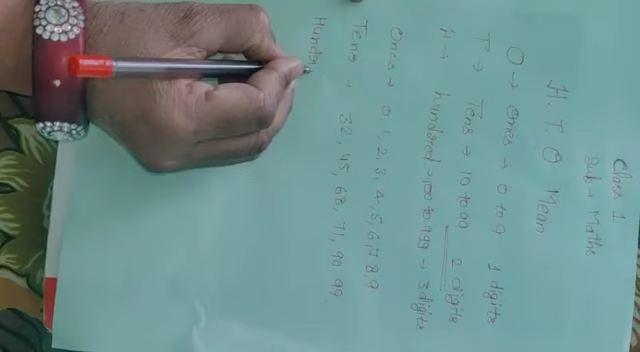 Class 1
Sub → Maths
H. T. O Mean
O → Ones → 0 to 9 1 digits
T → Tens → 10 to 99 2 digits
H → hundered → 100 to 999 → 3 digits
Ones → 0, 1, 2, 3, 4, 5, 6, 7 8, 9
Tens → 32, 45, 68, 71, 90 99.
Hundr